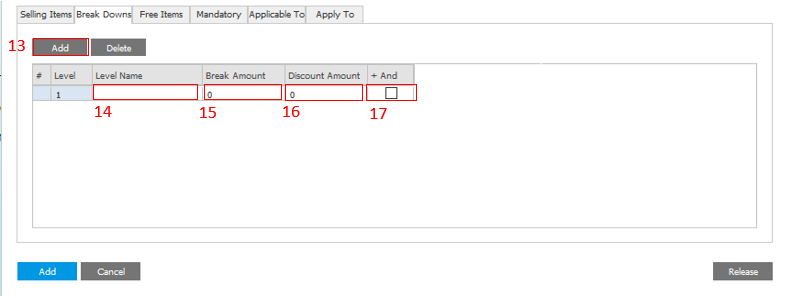 Selling Items Break Downs Free Items Mandatory Applicable To Apply To
13 Add Delete
# Level Level Name Break Amount Discount Amount + And
1 0 0
14 15 16 17
Add Cancel Release